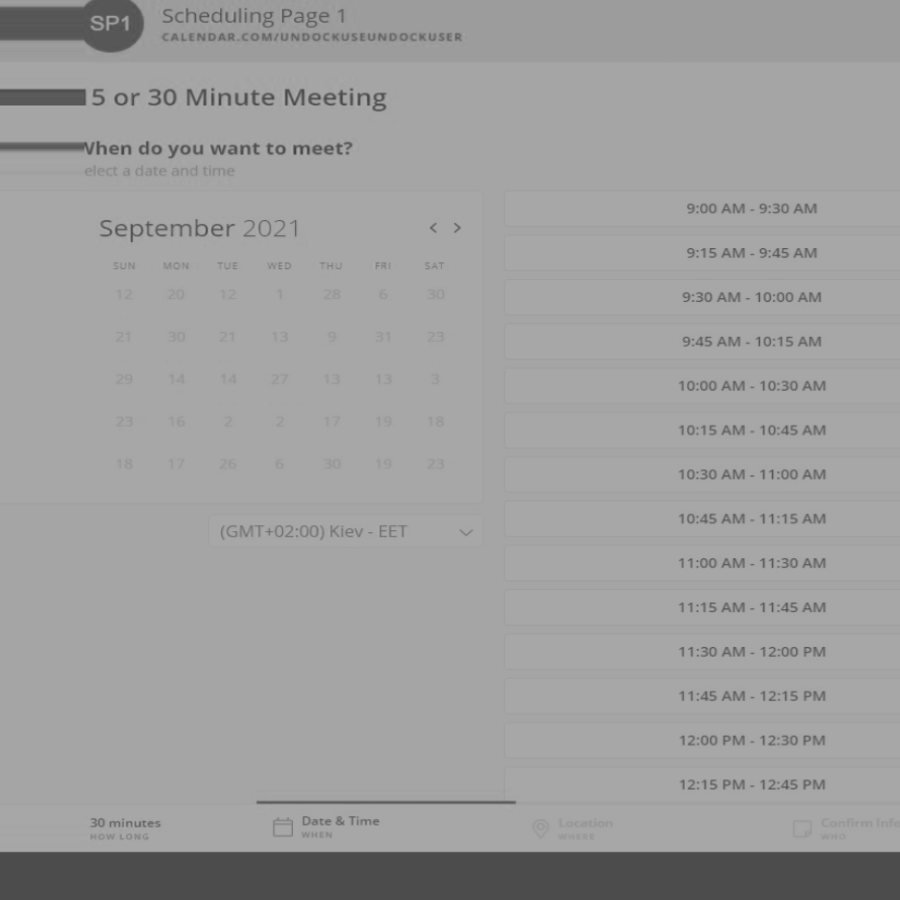 SP1
Scheduling Page 1
CALENDAR.COM/UNDOCKUSEUNDOCKUSER
5 or 30 Minute Meeting
When do you want to meet?
elect a date and time
September 2021
SUN MON TUE WED THU FRI SAT
12 20 12 1 28 6 30
21 30 21 13 9 31 23
29 14 14 27 13 13 3
23 16 2 2 17 19 18
18 17 26 6 30 19 23
(GMT+02:00) Kiev - EET
9:00 AM - 9:30 AM
9:15 AM - 9:45 AM
9:30 AM - 10:00 AM
9:45 AM - 10:15 AM
10:00 AM - 10:30 AM
10:15 AM - 10:45 AM
10:30 AM - 11:00 AM
10:45 AM - 11:15 AM
11:00 AM - 11:30 AM
11:15 AM - 11:45 AM
11:30 AM - 12:00 PM
11:45 AM - 12:15 PM
12:00 PM - 12:30 PM
12:15 PM - 12:45 PM
30 minutes
HOW LONG
Date & Time
WHEN
Location
WHERE
Confirm Info
WHO